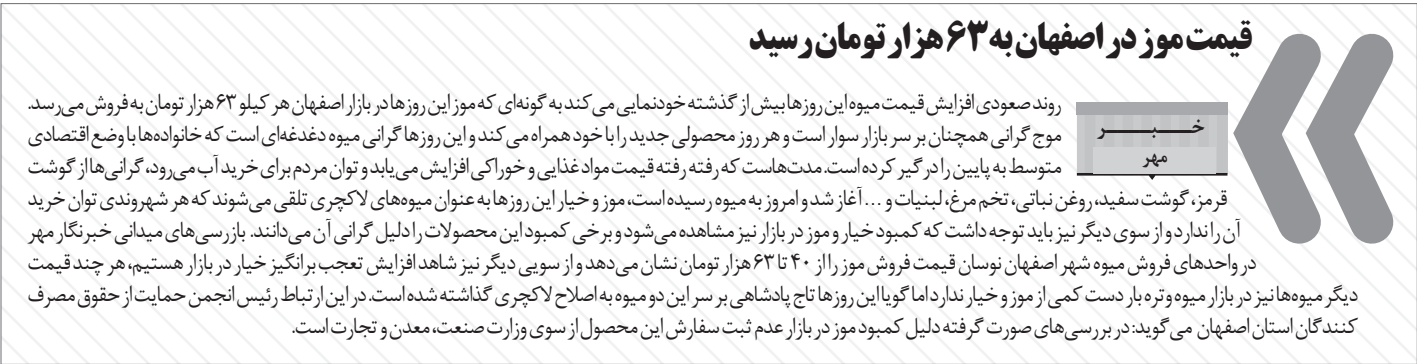 قیمت موز در اصفهان به ۶۳ هزار تومان رسید
خـــبـــر
مهر
روند صعودی افزایش قیمت میوه این روزها بیش از گذشته خودنمایی می‌کند به گونه‌ای که موز این روزها در بازار اصفهان هر کیلو ۶۳ هزار تومان به فروش می‌رسد.
موج گرانی همچنان بر سر بازار سوار است و هر روز محصولی جدید را با خود همراه می‌کند و این روزها گرانی میوه دغدغه‌ای است که خانواده‌ها با وضع اقتصادی
متوسط به پایین را درگیر کرده است. مدت‌هاست که رفته رفته قیمت مواد غذایی و خوراکی افزایش می‌یابد و توان مردم برای خرید آب می‌رود، گرانی‌ها از گوشت
قرمز، گوشت سفید، روغن نباتی، تخم مرغ، لبنیات و … آغاز شد و امروز به میوه رسیده است، موز و خیار این روزها به عنوان میوه‌های لاکچری تلقی می‌شوند که هر شهروندی توان خرید
آن را ندارد و از سوی دیگر نیز باید توجه داشت که کمبود خیار و موز در بازار نیز مشاهده می‌شود و برخی کمبود این محصولات را دلیل گرانی آن می‌دانند. بازرسی‌های میدانی خبرنگار مهر
در واحدهای فروش میوه شهر اصفهان نوسان قیمت فروش موز را از ۴۰ تا ۶۳ هزار تومان نشان می‌دهد و از سویی دیگر نیز شاهد افزایش تعجب برانگیز خیار در بازار هستیم، هر چند قیمت
دیگر میوه‌ها نیز در بازار میوه و تره بار دست کمی از موز و خیار ندارد اما گویا این روزها تاج پادشاهی بر سر این دو میوه به اصلاح لاکچری گذاشته شده است. در این ارتباط رئیس انجمن حمایت از حقوق مصرف
کنندگان استان اصفهان می‌گوید: در بررسی‌های صورت گرفته دلیل کمبود موز در بازار عدم ثبت سفارش این محصول از سوی وزارت صنعت، معدن و تجارت است.